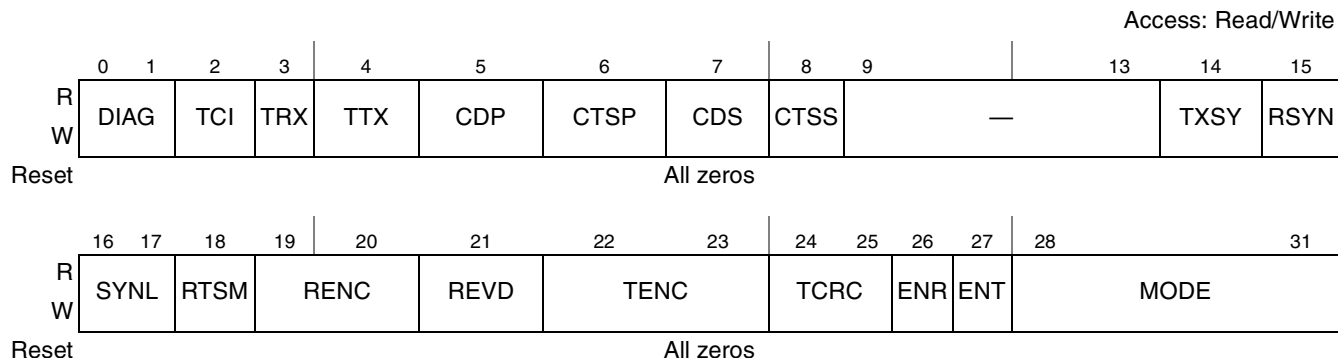 Access: Read/Write
0 1 2 3 4 5 6 7 8 9 13 14 15
R
W
DIAG TCI TRX TTX CDP CTSP CDS CTSS — TXSY RSYN
Reset All zeros
16 17 18 19 20 21 22 23 24 25 26 27 28 31
R
W
SYNL RTSM RENC REVD TENC TCRC ENR ENT MODE
Reset All zeros